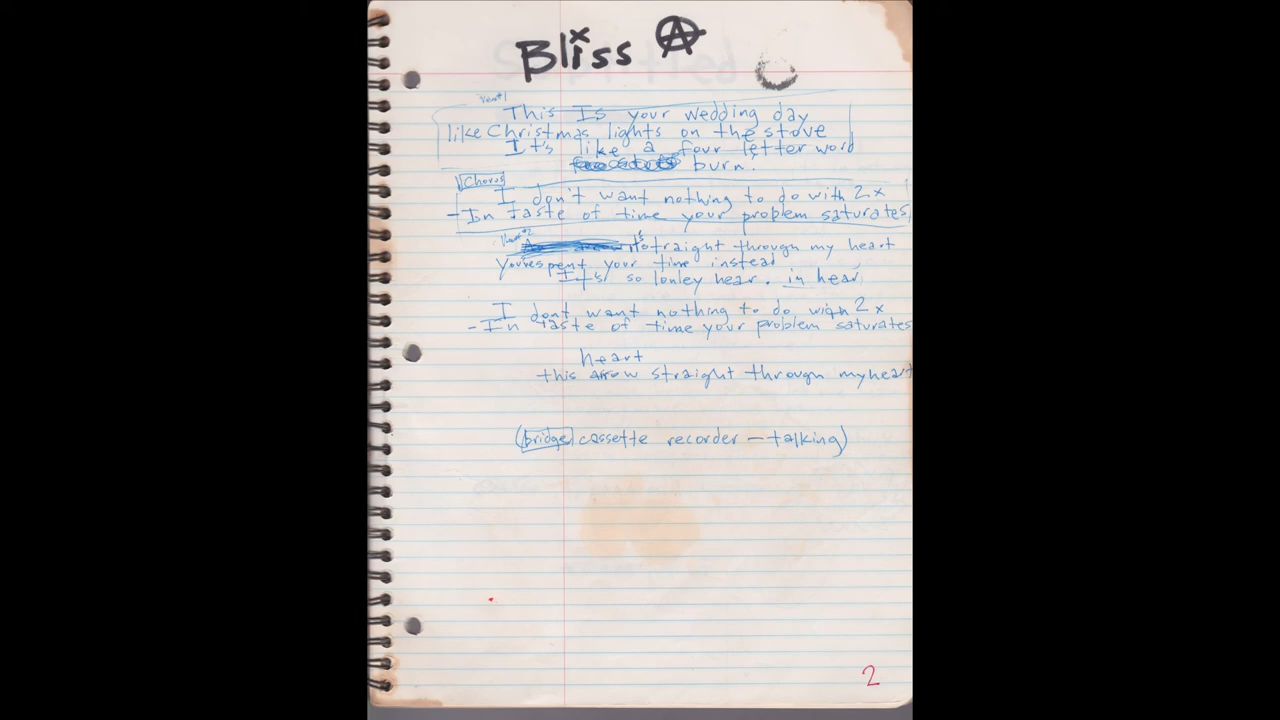 Bliss Ⓐ
verse #1
This Is your wedding day
like Christmas lights on the stove
It's like a four letter word
burn.
Chorus
I don't want nothing to do with 2x
-In taste of time your problem saturates
it's straight through my heart
You've spent your time instead
It's so lonley hear. in hear
I dont want nothing to do with 2x
-In taste of time your problem saturates
heart
this arrow straight through my heart
(bridge cassette recorder - talking)
2